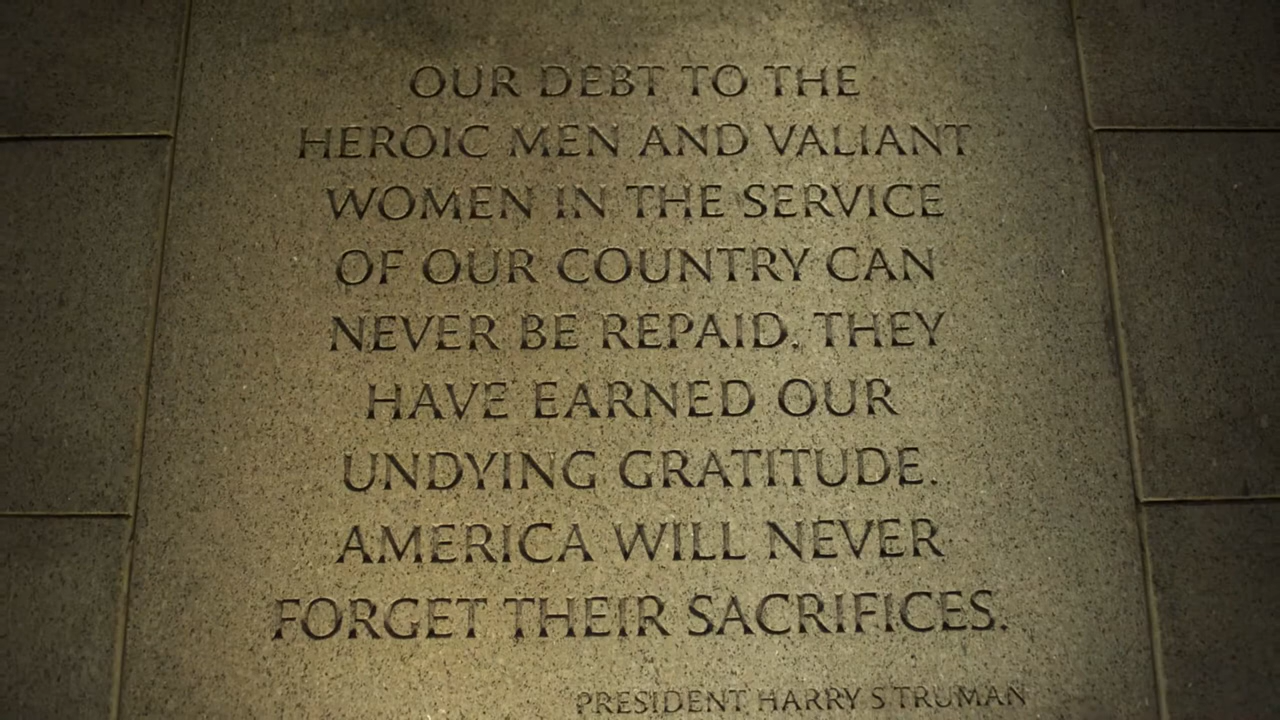 OUR DEBT TO THE
HEROIC MEN AND VALIANT
WOMEN IN THE SERVICE
OF OUR COUNTRY CAN
NEVER BE REPAID. THEY
HAVE EARNED OUR
UNDYING GRATITUDE.
AMERICA WILL NEVER
FORGET THEIR SACRIFICES.
PRESIDENT HARRY S TRUMAN